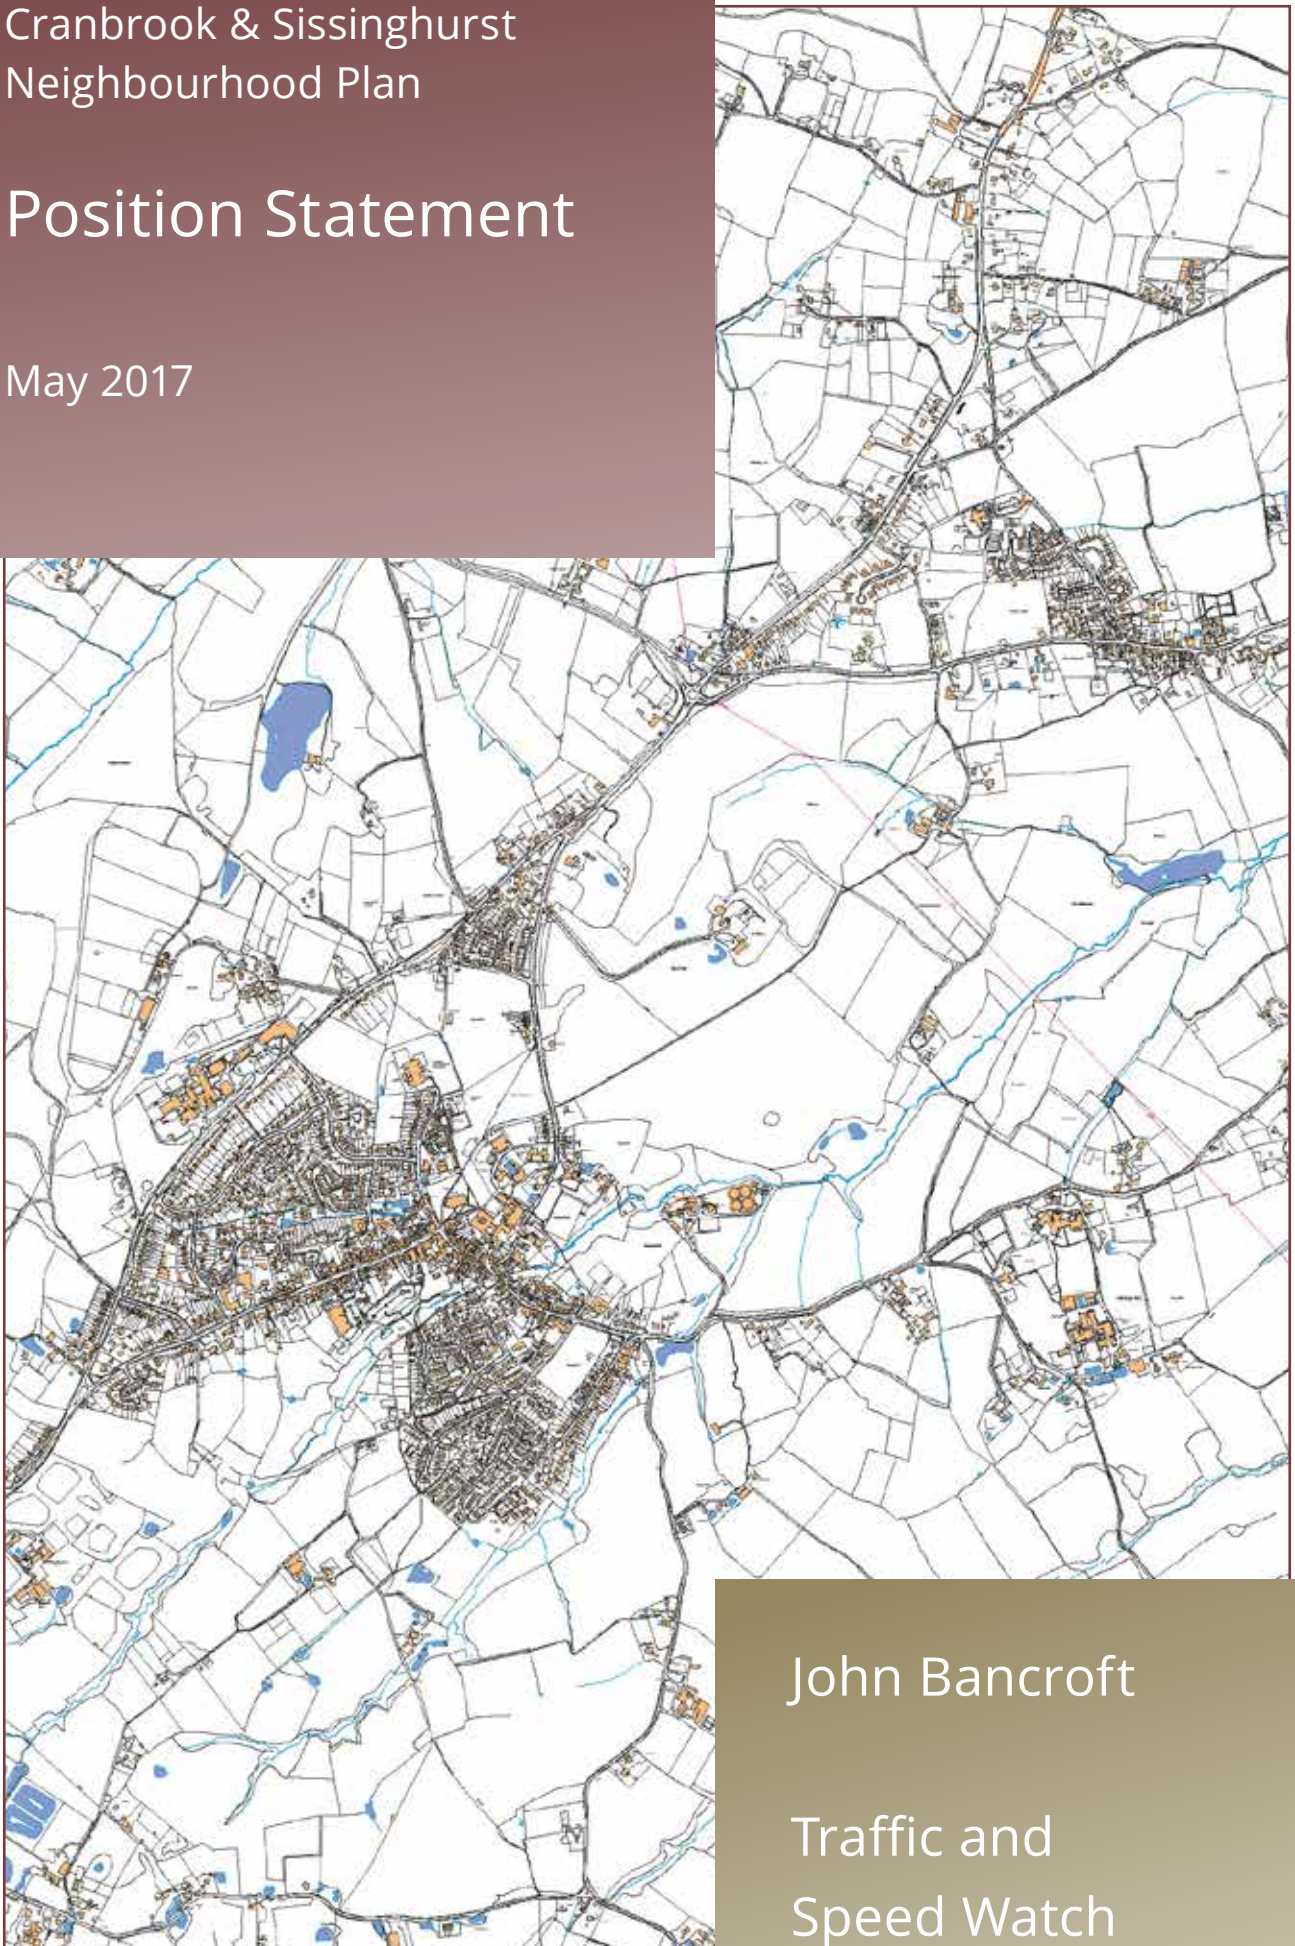 Cranbrook & Sissinghurst
Neighbourhood Plan
Position Statement
May 2017
John Bancroft
Traffic and
Speed Watch